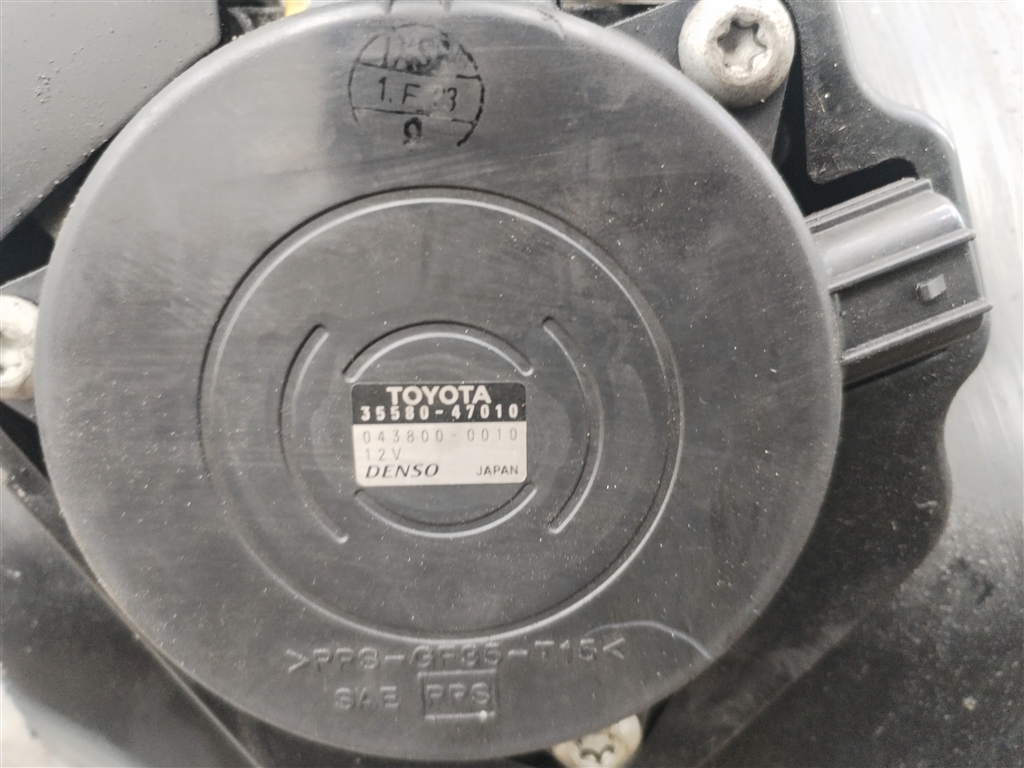 TOYOTA
35580-47010
043800-0010
12V
DENSO JAPAN
>PPS-GF35-T15<
SAE PPS